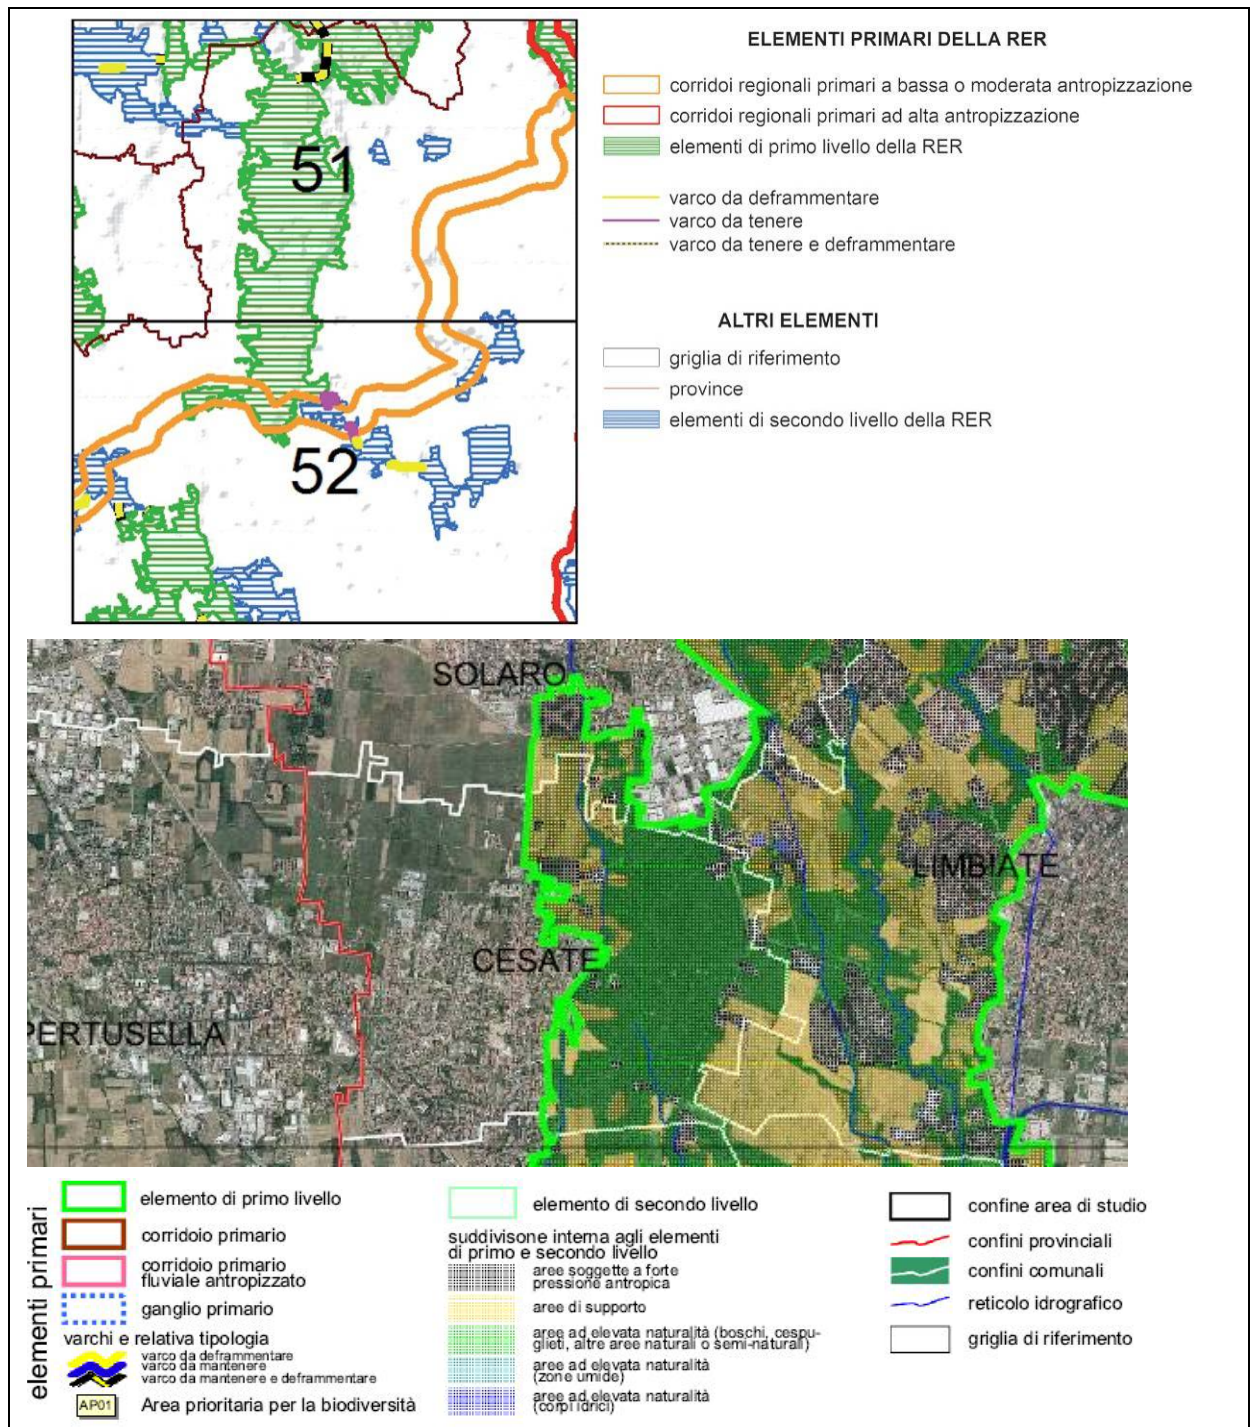 ELEMENTI PRIMARI DELLA RER
corridoi regionali primari a bassa o moderata antropizzazione
corridoi regionali primari ad alta antropizzazione
elementi di primo livello della RER
varco da deframmentare
varco da tenere
varco da tenere e deframmentare
ALTRI ELEMENTI
griglia di riferimento
province
elementi di secondo livello della RER
51
52
SOLARO
LIMBIATE
CESATE
PERTUSELLA
elementi primari
elemento di primo livello
corridoio primario
corridoio primario
fluviale antropizzato
ganglio primario
varchi e relativa tipologia
varco da deframmentare
varco da mantenere
varco da mantenere e deframmentare
AP01
Area prioritaria per la biodiversità
elemento di secondo livello
suddivisone interna agli elementi
di primo e secondo livello
aree soggette a forte
pressione antropica
aree di supporto
aree ad elevata naturalità (boschi, cespu-
glieti, altre aree naturali o semi-naturali)
aree ad elevata naturalità
(zone umide)
aree ad elevata naturalità
(corpi idrici)
confine area di studio
confini provinciali
confini comunali
reticolo idrografico
griglia di riferimento